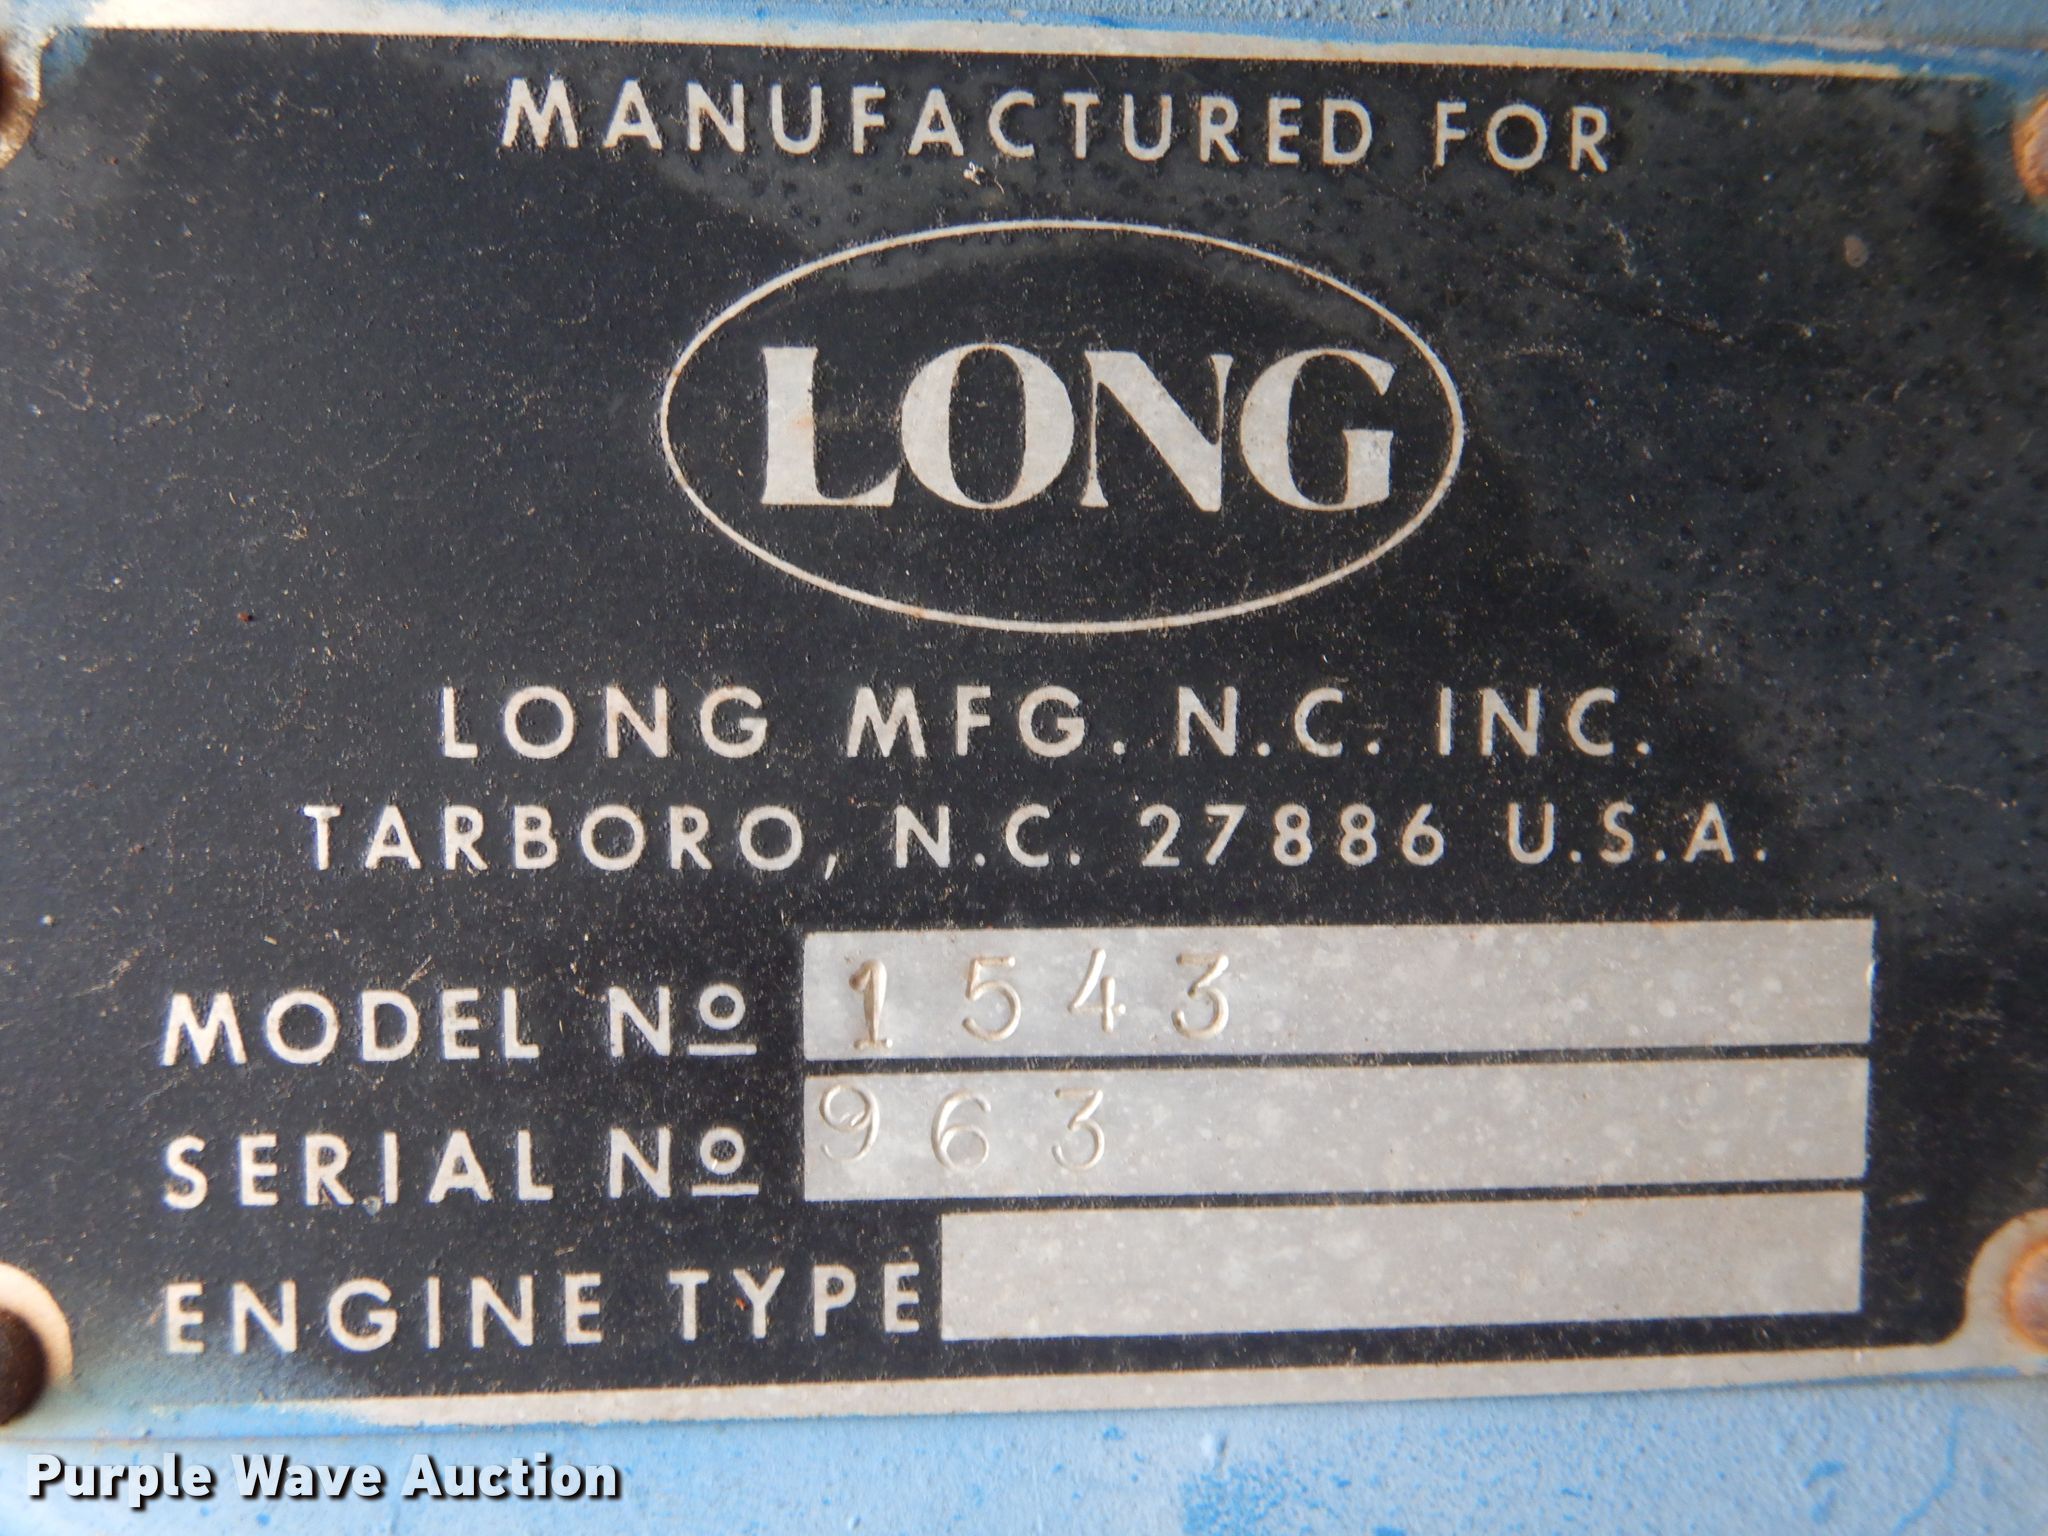 MANUFACTURED FOR
LONG
LONG MFG. N.C. INC.
TARBORO, N.C. 27886 U.S.A.
MODEL Nº 1543
SERIAL Nº 963
ENGINE TYPE
Purple Wave Auction